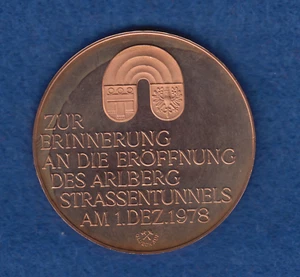 ZUR
ERINNERUNG
AN DIE ERÖFFNUNG
DES ARLBERG
STRASSENTUNNELS
AM 1.DEZ.1978